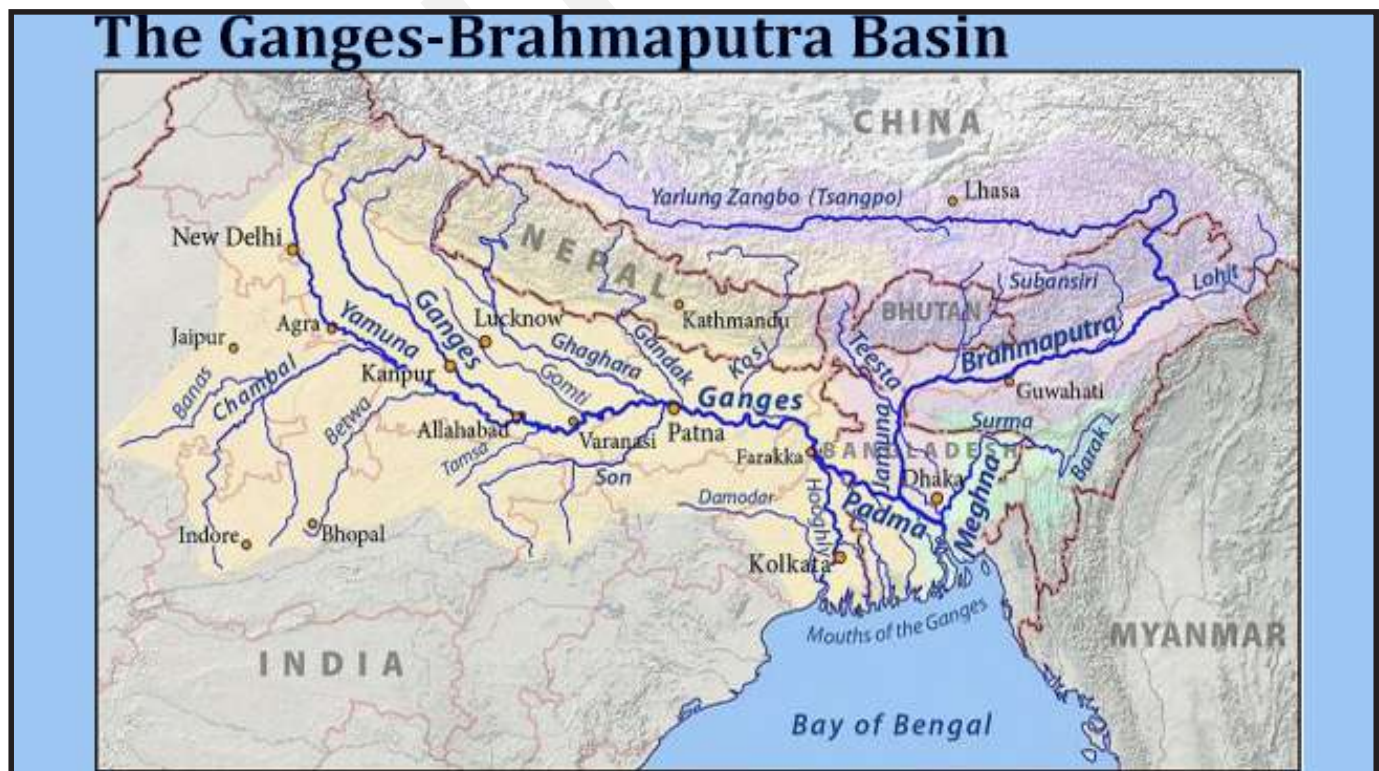 The Ganges-Brahmaputra Basin
CHINA
Yarlung Zangbo (Tsangpo)
Lhasa
New Delhi
NEPAL
Subansiri
Lohit
BHUTAN
Agra
Yamuna
Ganges
Lucknow
Kathmandu
Brahmaputra
Jaipur
Ghaghara
Gandak
Kosi
Teesta
Kanpur
Gomti
Guwahati
Banas
Chambal
Betwa
Ganges
Allahabad
Varanasi
Patna
Jamuna
Surma
Barak
Tamsa
Son
Farakka
BANGLADESH
Dhaka
Damodar
Hooghly
Padma
Meghna
Indore
Bhopal
Kolkata
Mouths of the Ganges
INDIA
MYANMAR
Bay of Bengal